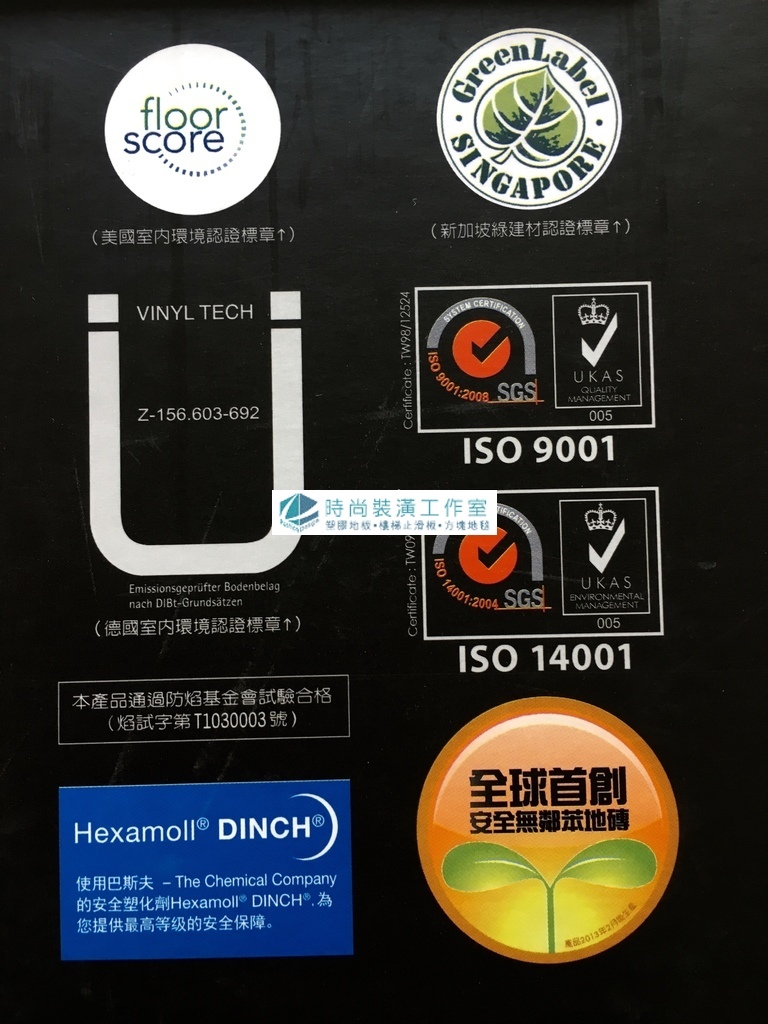 floor
score
（美國室內環境認證標章↑）
GreenLabel
SINGAPORE
（新加坡綠建材認證標章↑）
VINYL TECH
Z-156.603-692
Emissionsgeprüfter Bodenbelag
nach DIBt-Grundsätzen
（德國室內環境認證標章↑）
Certificate : TW98/12524
SYSTEM CERTIFICATION
ISO 9001:2008
SGS
UKAS
QUALITY
MANAGEMENT
005
ISO 9001
時尚裝潢工作室
塑膠地板•樓梯止滑板•方塊地毯
Certificate : TW09
TIFICATION
ISO 14001:2004
SGS
UKAS
ENVIRONMENTAL
MANAGEMENT
005
ISO 14001
本產品通過防焰基金會試驗合格
（焰試字第T1030003號）
Hexamoll® DINCH®
使用巴斯夫 – The Chemical Company
的安全塑化劑Hexamoll® DINCH®, 為
您提供最高等級的安全保障。
全球首創
安全無鄰苯地磚